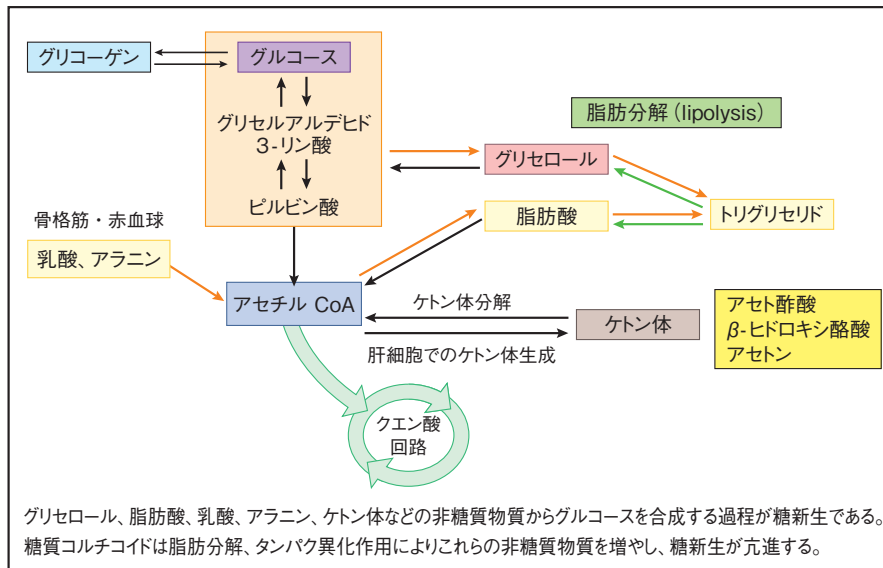 グリコーゲン
グルコース
グリセルアルデヒド
3-リン酸
ピルビン酸
脂肪分解(lipolysis)
グリセロール
脂肪酸
トリグリセリド
骨格筋・赤血球
乳酸、アラニン
アセチル CoA
ケトン体分解
肝細胞でのケトン体生成
ケトン体
アセト酢酸
β-ヒドロキシ酪酸
アセトン
クエン酸
回路
グリセロール、脂肪酸、乳酸、アラニン、ケトン体などの非糖質物質からグルコースを合成する過程が糖新生である。
糖質コルチコイドは脂肪分解、タンパク異化作用によりこれらの非糖質物質を増やし、糖新生が亢進する。